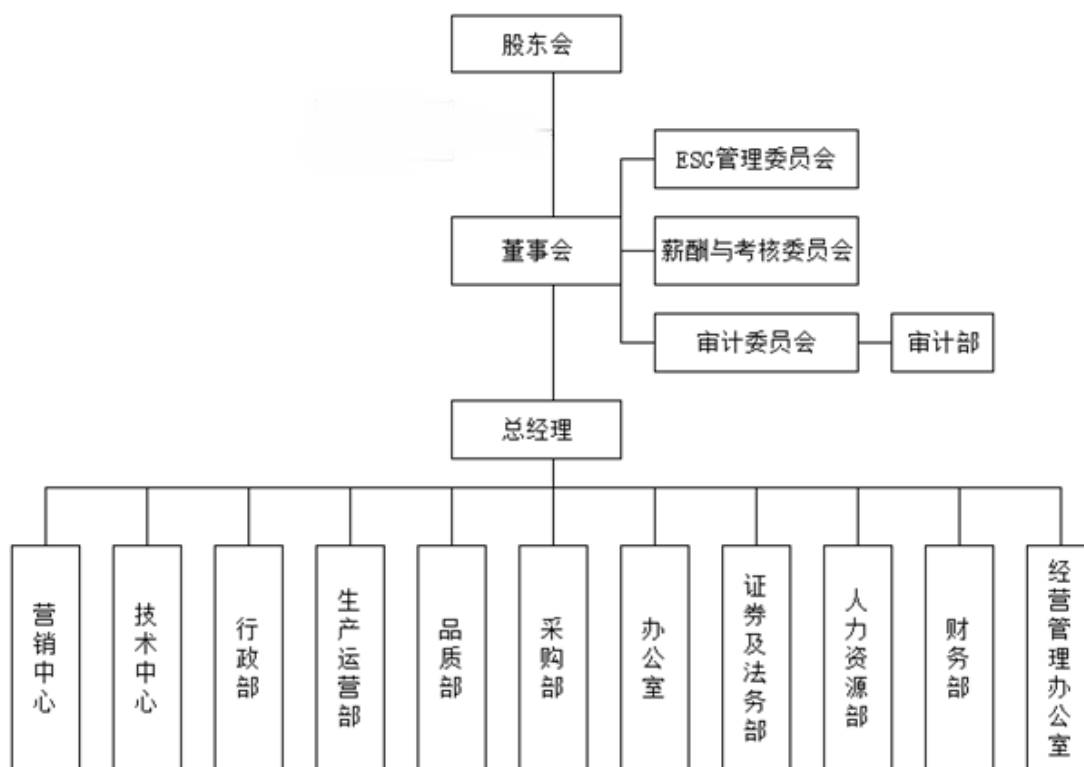 股东会
ESG管理委员会
董事会
薪酬与考核委员会
审计委员会
审计部
总经理
营销中心
技术中心
行政部
生产运营部
品质部
采购部
办公室
证券及法务部
人力资源部
财务部
经营管理办公室